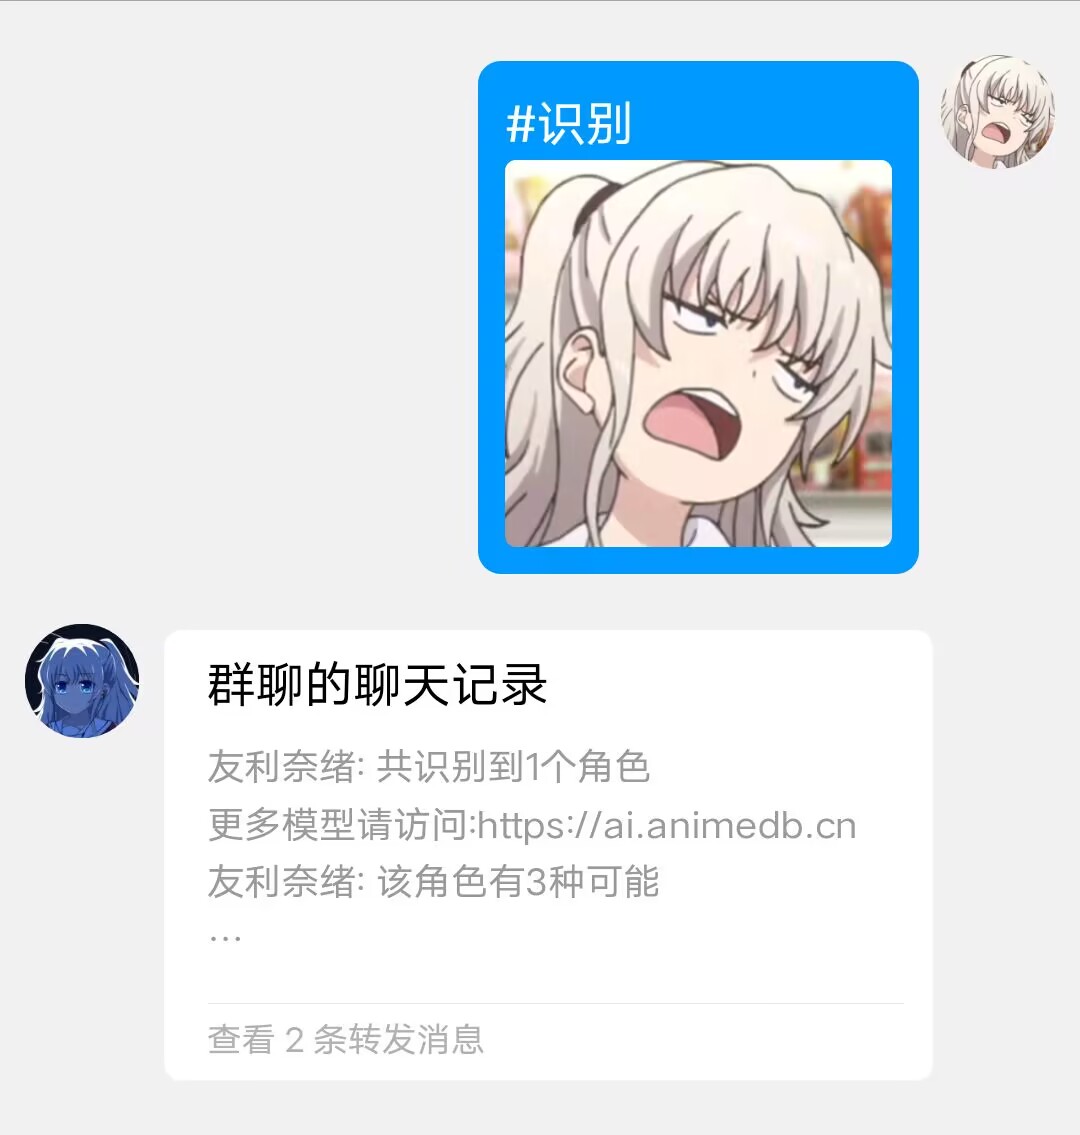 #识别
群聊的聊天记录
友利奈绪: 共识别到1个角色
更多模型请访问:https://ai.animedb.cn
友利奈绪: 该角色有3种可能
...
查看 2 条转发消息